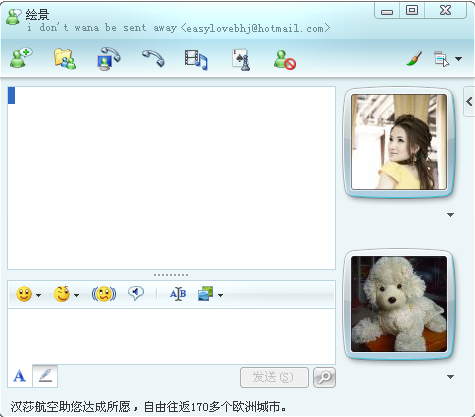 绘景
i don't wana be sent away <easylovebhj@hotmail.com>
A B
A
发送(S)
汉莎航空助您达成所愿，自由往返170多个欧洲城市。